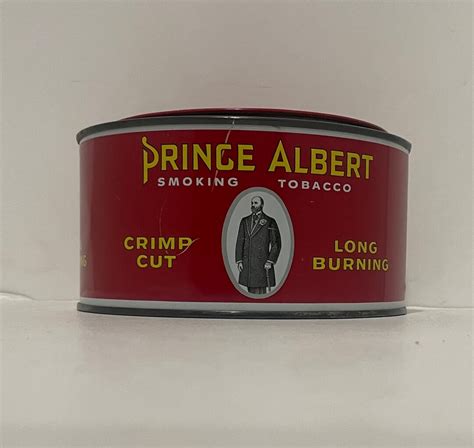 PRINCE ALBERT
SMOKING TOBACCO
CRIMP
CUT
LONG
BURNING